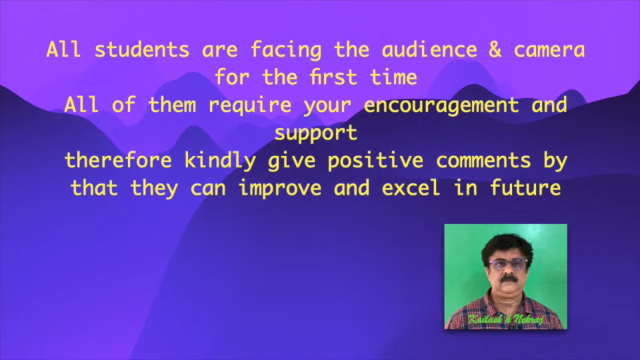 All students are facing the audience & camera
for the first time
All of them require your encouragement and
support
therefore kindly give positive comments by
that they can improve and excel in future